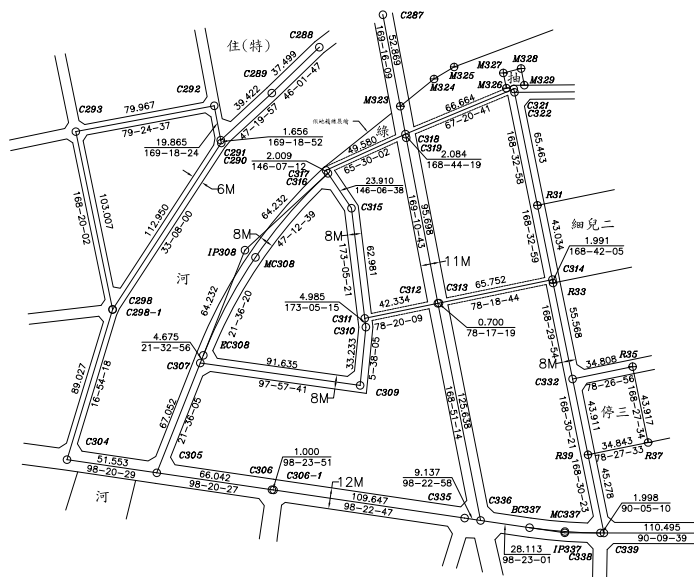 住(特)
C288
C287
37.499
46-01-47
52.869
169-16-09
C289
39.422
47-19-57
M325
M324
M327
M328
抽
M326
M329
C292
79.967
79-24-37
C293
M323
66.664
67-20-41
C321
C322
綠
19.865
169-18-24
C291
C290
1.656
169-18-52
C318
C319
49.580
65-30-02
2.009
146-07-12
C317
C316
2.084
168-44-19
65.463
168-32-58
103.007
168-20-02
112.950
33-08-00
6M
23.910
146-06-38
C315
R31
64.232
47-12-39
8M
62.981
173-05-21
95.698
169-10-43
細兒二
43.034
168-32-59
1.991
168-42-05
IP308
MC308
河
11M
C314
R33
65.752
78-18-44
C312
C313
42.334
78-20-09
C298
C298-1
4.985
173-05-15
C311
C310
64.232
21-36-20
0.700
78-17-19
55.568
168-29-54
4.675
21-32-56
EC308
C307
91.635
97-57-41
33.233
5-38-05
C309
8M
8M
34.808
78-26-56
R35
C332
89.027
16-54-18
67.052
21-36-05
125.638
168-51-14
43.911
168-30-21
停三
43.917
168-27-34
R39
34.843
78-27-33
R37
C304
51.553
98-20-29
C305
66.042
98-20-27
C306
1.000
98-23-51
C306-1
12M
109.647
98-22-47
9.137
98-22-58
C335
C336
BC337
MC337
45.278
168-30-23
1.998
90-05-10
河
28.113
98-23-01
IP337
C338
C339
110.495
90-09-39